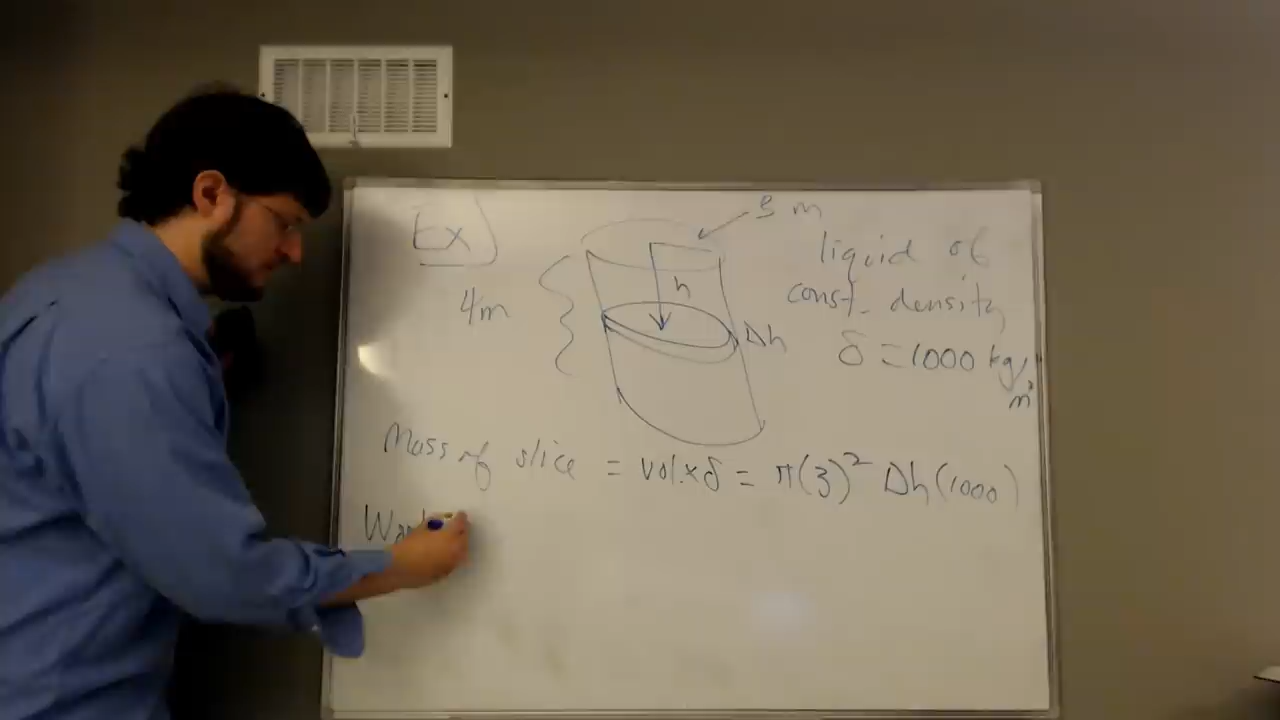 Ex
3 m
4m
h
Δh
liquid of
const. density
δ = 1000 kg/m³
Mass of slice = vol. × δ = π(3)² Δh(1000)